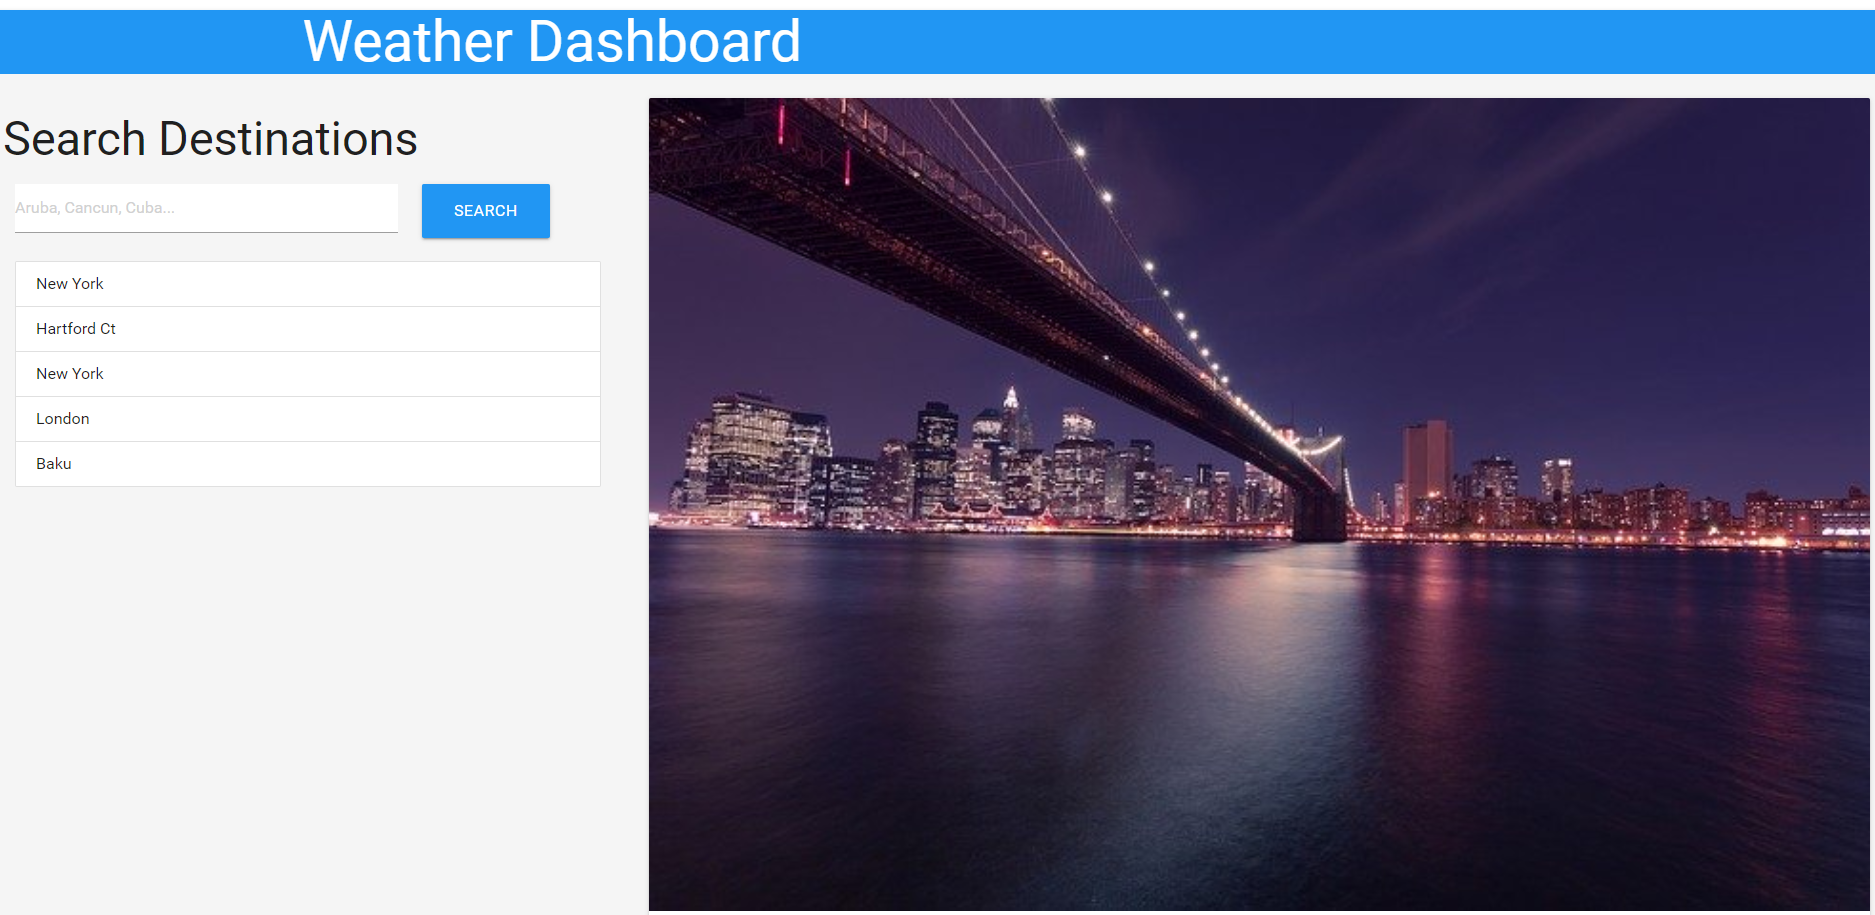 Weather Dashboard
Search Destinations
Aruba, Cancun, Cuba...
SEARCH
New York
Hartford Ct
New York
London
Baku